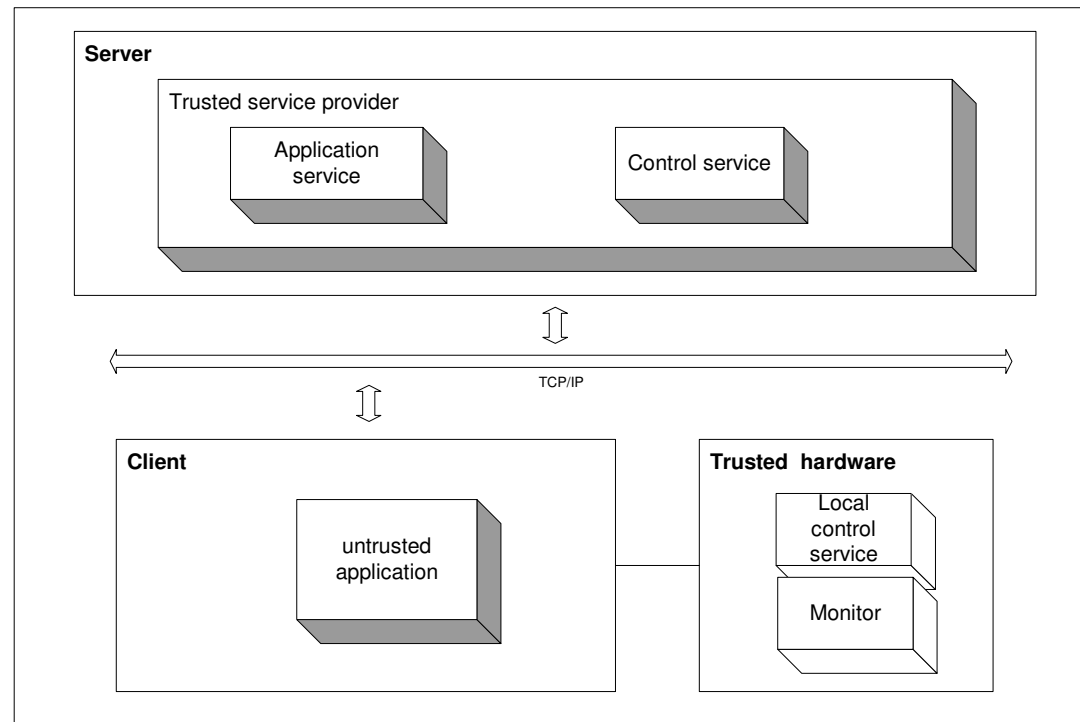 Server
Trusted service provider
Application
service
Control service
TCP/IP
Client
untrusted
application
Trusted hardware
Local
control
service
Monitor